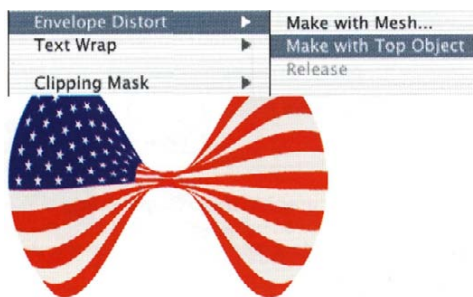 Envelope Distort
Text Wrap
Clipping Mask
Make with Mesh...
Make with Top Object
Release